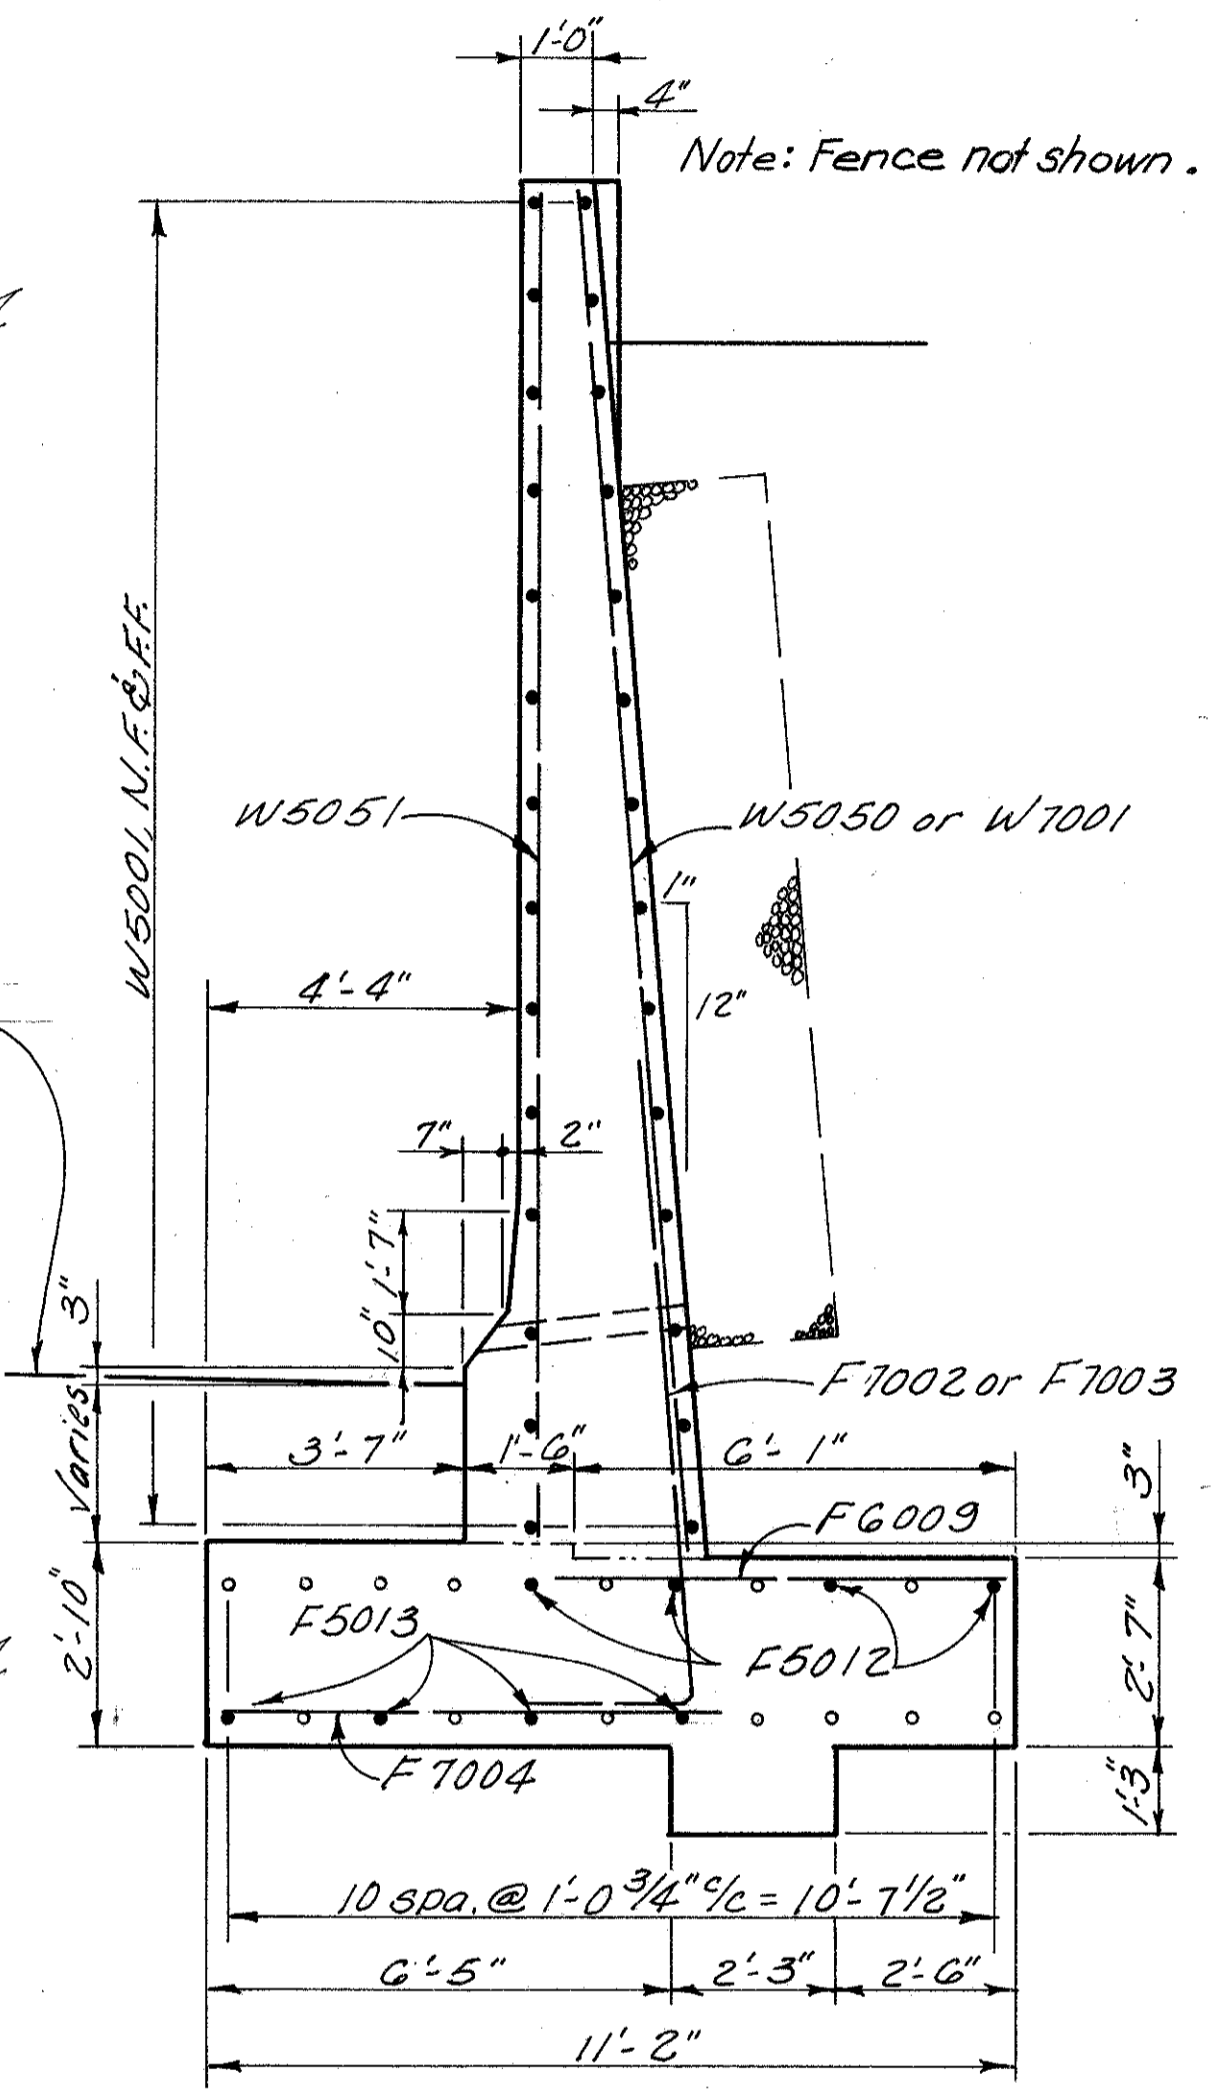 1'-0"
4"
Note: Fence not shown.
W5001, N.F. & F.F.
W5051
W5050 or W7001
1"
12"
4'-4"
7"
2"
1'-7"
10"
3"
Varies
F7002 or F7003
3'-7"
1'-6"
6'-1"
3"
F6009
2'-10"
F5013
F5012
2'-7"
F7004
1'-3"
10 spa. @ 1'-0 3/4" c/c = 10'-7 1/2"
6'-5"
2'-3"
2'-6"
11'-2"